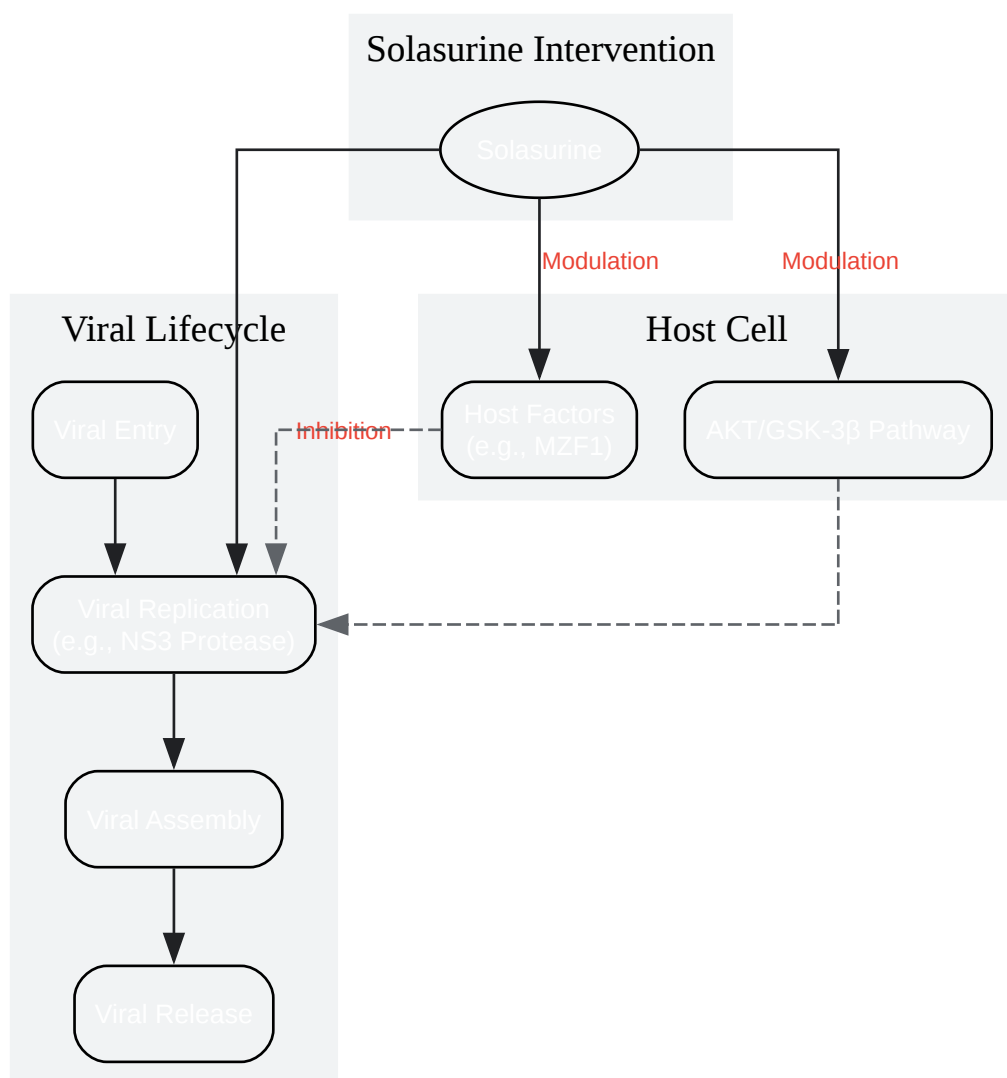 Solasurine Intervention
Solasurine
Modulation
Modulation
Viral Lifecycle
Host Cell
Viral Entry
Inhibition
Host Factors
(e.g., MZF1)
AKT/GSK-3β Pathway
Viral Replication
(e.g., NS3 Protease)
Viral Assembly
Viral Release